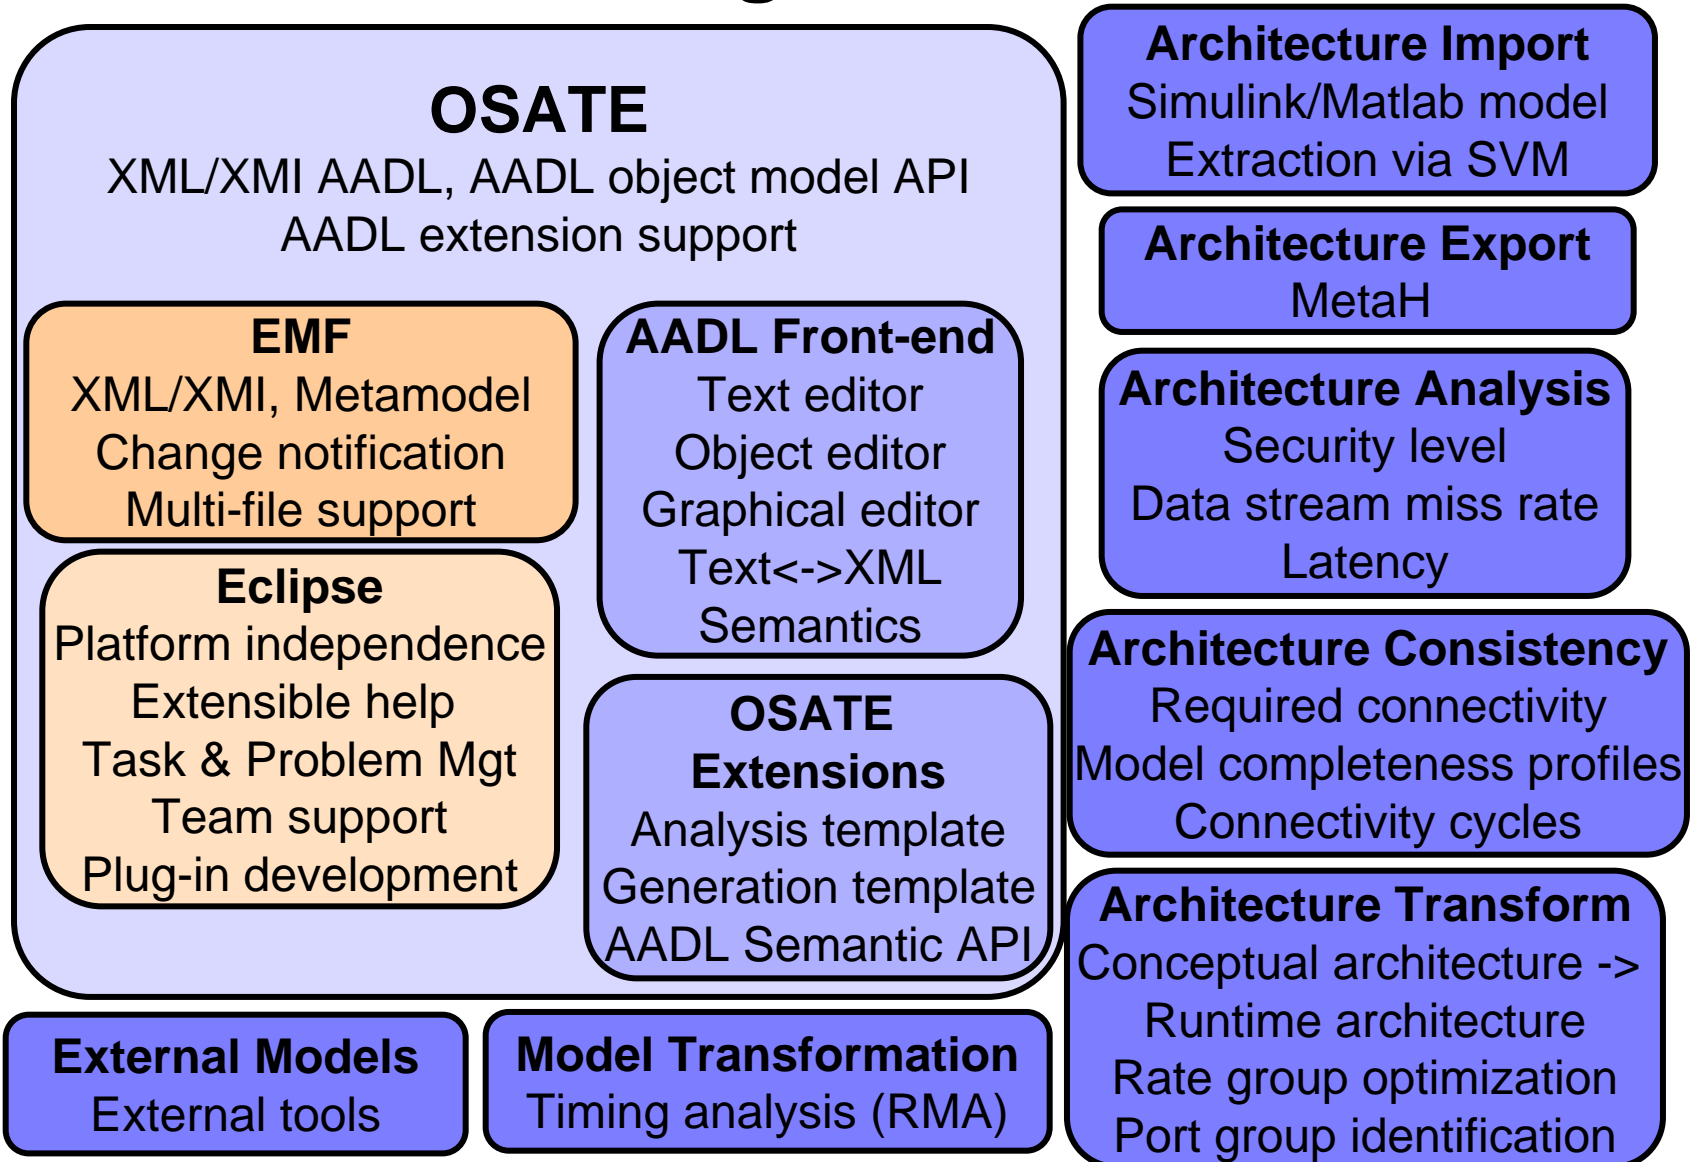 OSATE
XML/XMI AADL, AADL object model API
AADL extension support
EMF
XML/XMI, Metamodel
Change notification
Multi-file support
Eclipse
Platform independence
Extensible help
Task & Problem Mgt
Team support
Plug-in development
AADL Front-end
Text editor
Object editor
Graphical editor
Text<->XML
Semantics
OSATE
Extensions
Analysis template
Generation template
AADL Semantic API
External Models
External tools
Model Transformation
Timing analysis (RMA)
Architecture Import
Simulink/Matlab model
Extraction via SVM
Architecture Export
MetaH
Architecture Analysis
Security level
Data stream miss rate
Latency
Architecture Consistency
Required connectivity
Model completeness profiles
Connectivity cycles
Architecture Transform
Conceptual architecture ->
Runtime architecture
Rate group optimization
Port group identification